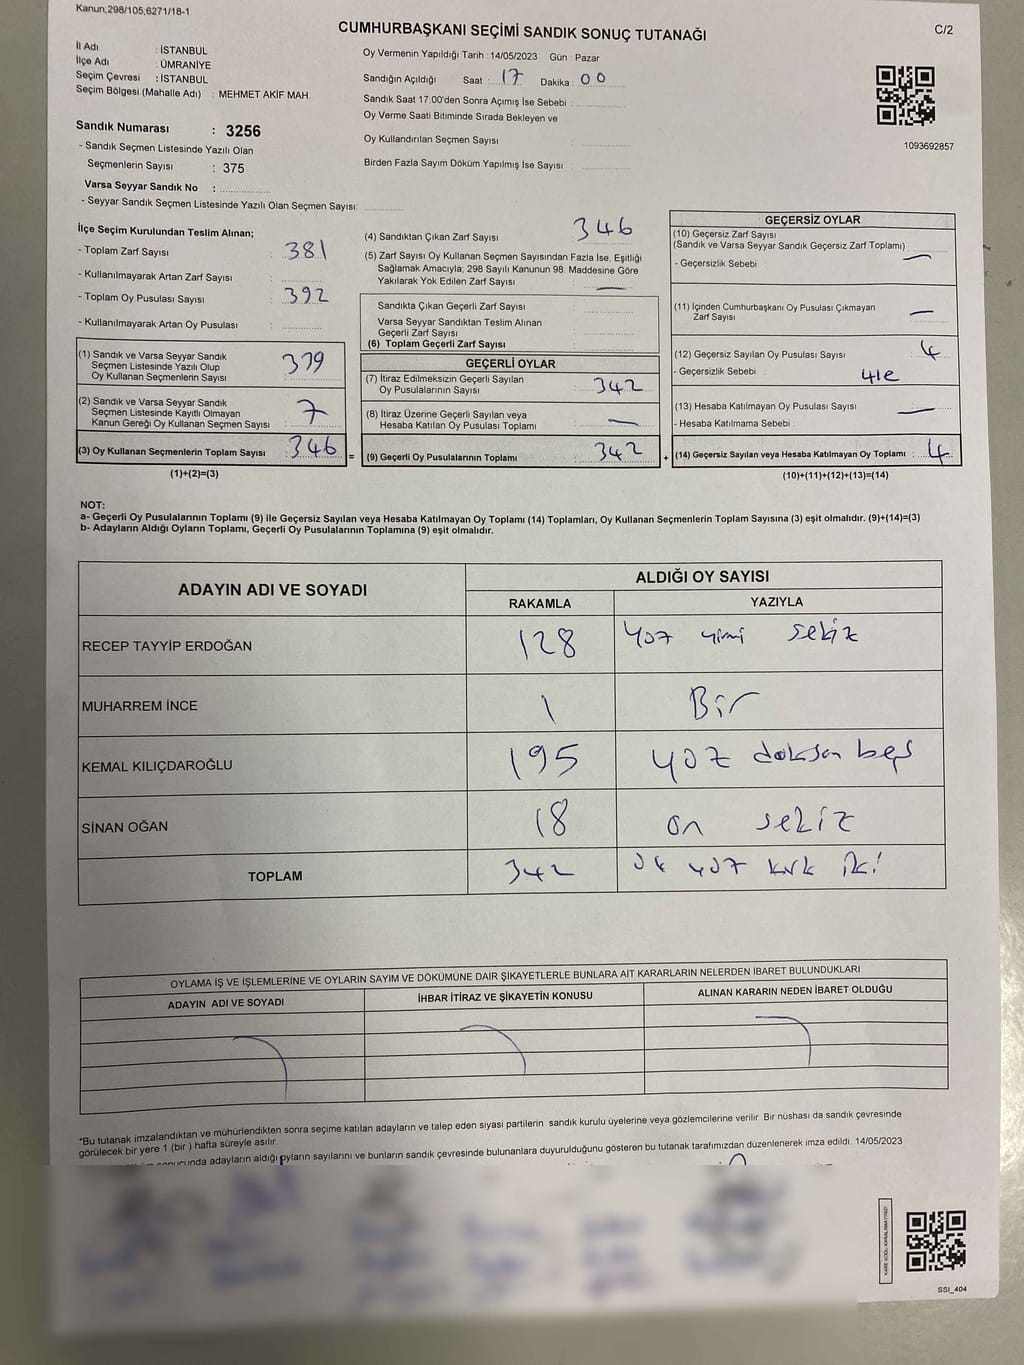 Kanun,298/105,6271/18-1
CUMHURBAŞKANI SEÇİMİ SANDIK SONUÇ TUTANAĞI
C/2
İl Adı : İSTANBUL
İlçe Adı : ÜMRANİYE
Seçim Çevresi : İSTANBUL
Seçim Bölgesi (Mahalle Adı) : MEHMET AKİF MAH.
Oy Vermenin Yapıldığı Tarih : 14/05/2023 Gün : Pazar
Sandığın Açıldığı Saat : 17 Dakika : 00
Sandık Saat 17:00'den Sonra Açımış İse Sebebi :
Oy Verme Saati Bitiminde Sırada Bekleyen ve
Oy Kullandırılan Seçmen Sayısı :
Birden Fazla Sayım Döküm Yapılmış İse Sayısı :
1093692857
Sandık Numarası : 3256
- Sandık Seçmen Listesinde Yazılı Olan
Seçmenlerin Sayısı : 375
Varsa Seyyar Sandık No :
- Seyyar Sandık Seçmen Listesinde Yazılı Olan Seçmen Sayısı:
İlçe Seçim Kurulundan Teslim Alınan;
- Toplam Zarf Sayısı : 381
- Kullanılmayarak Artan Zarf Sayısı :
- Toplam Oy Pusulası Sayısı : 392
- Kullanılmayarak Artan Oy Pusulası :
(1) Sandık ve Varsa Seyyar Sandık
Seçmen Listesinde Yazılı Olup
Oy Kullanan Seçmenlerin Sayısı :
(2) Sandık ve Varsa Seyyar Sandık
Seçmen Listesinde Kayıtlı Olmayan
Kanun Gereği Oy Kullanan Seçmen Sayısı : 7
(3) Oy Kullanan Seçmenlerin Toplam Sayısı : 346
(1)+(2)=(3)
(4) Sandıktan Çıkan Zarf Sayısı : 346
(5) Zarf Sayısı Oy Kullanan Seçmen Sayısından Fazla İse, Eşitliği
Sağlamak Amacıyla; 298 Sayılı Kanunun 98. Maddesine Göre
Yakılarak Yok Edilen Zarf Sayısı : —
Sandıkta Çıkan Geçerli Zarf Sayısı :
Varsa Seyyar Sandıktan Teslim Alınan
Geçerli Zarf Sayısı :
(6) Toplam Geçerli Zarf Sayısı :
GEÇERLİ OYLAR
(7) İtiraz Edilmeksizin Geçerli Sayılan
Oy Pusulalarının Sayısı : 342
(8) İtiraz Üzerine Geçerli Sayılan veya
Hesaba Katılan Oy Pusulası Toplamı : —
= (9) Geçerli Oy Pusulalarının Toplamı : 342
GEÇERSİZ OYLAR
(10) Geçersiz Zarf Sayısı
(Sandık ve Varsa Seyyar Sandık Geçersiz Zarf Toplamı) : —
- Geçersizlik Sebebi :
(11) İçinden Cumhurbaşkanı Oy Pusulası Çıkmayan
Zarf Sayısı : —
(12) Geçersiz Sayılan Oy Pusulası Sayısı : 4
- Geçersizlik Sebebi : 41e
(13) Hesaba Katılmayan Oy Pusulası Sayısı : —
- Hesaba Katılmama Sebebi :
+ (14) Geçersiz Sayılan veya Hesaba Katılmayan Oy Toplamı : 4
(10)+(11)+(12)+(13)=(14)
NOT:
a- Geçerli Oy Pusulalarının Toplamı (9) ile Geçersiz Sayılan veya Hesaba Katılmayan Oy Toplamı (14) Toplamları, Oy Kullanan Seçmenlerin Toplam Sayısına (3) eşit olmalıdır. (9)+(14)=(3)
b- Adayların Aldığı Oyların Toplamı, Geçerli Oy Pusulalarının Toplamına (9) eşit olmalıdır.
ADAYIN ADI VE SOYADI
ALDIĞI OY SAYISI
RAKAMLA YAZIYLA
RECEP TAYYİP ERDOĞAN 128 yüz yimi sekiz
MUHARREM İNCE 1 Bir
KEMAL KILIÇDAROĞLU 195 yüz doksan beş
SİNAN OĞAN 18 on sekiz
TOPLAM 342 yüz kırk iki
OYLAMA İŞ VE İŞLEMLERİNE VE OYLARIN SAYIM VE DÖKÜMÜNE DAİR ŞİKAYETLERLE BUNLARA AİT KARARLARIN NELERDEN İBARET BULUNDUKLARI
ADAYIN ADI VE SOYADI İHBAR İTİRAZ VE ŞİKAYETİN KONUSU ALINAN KARARIN NEDEN İBARET OLDUĞU
*Bu tutanak imzalandıktan ve mühürlendikten sonra seçime katılan adayların ve talep eden siyasi partilerin sandık kurulu üyelerine veya gözlemcilerine verilir. Bir nüshası da sandık çevresinde
görülecek bir yere 1 (bir ) hafta süreyle asılır.
adayların aldığı oyların sayılarını ve bunların sandık çevresinde bulunanlara duyurulduğunu gösteren bu tutanak tarafımızdan düzenlenerek imza edildi. 14/05/2023
KARE KODU KARALAMAYINIZ!
SSI_404